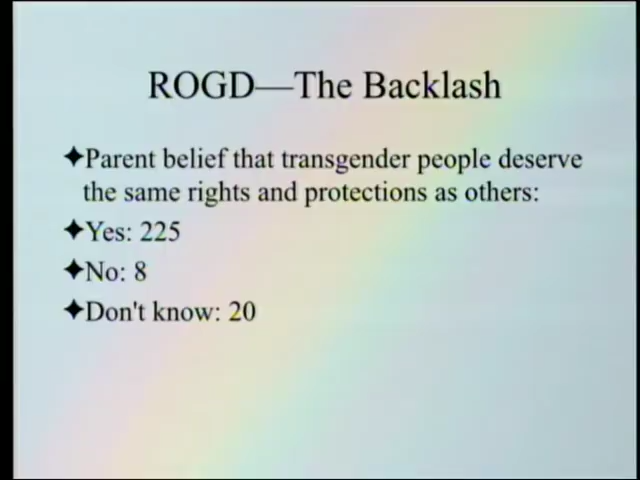 ROGD—The Backlash
✦Parent belief that transgender people deserve
the same rights and protections as others:
✦Yes: 225
✦No: 8
✦Don't know: 20